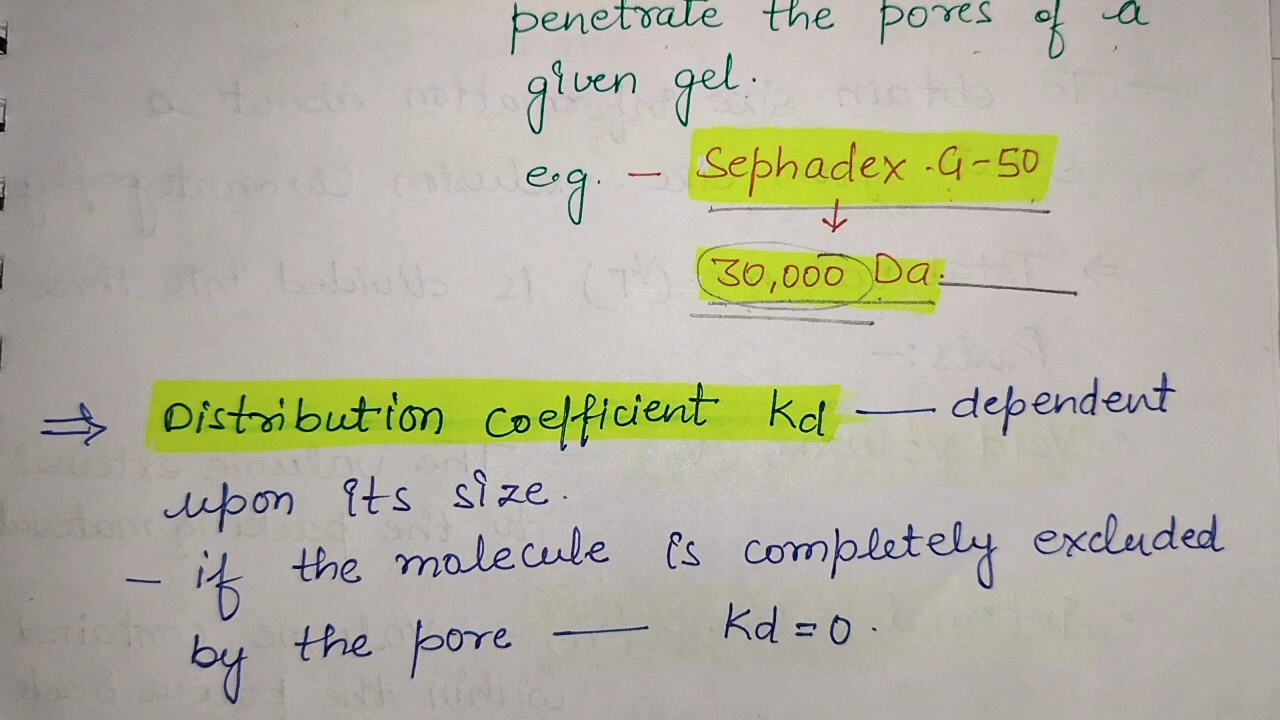 penetrate the pores of a
given gel.
e.g. – Sephadex .G-50
↓
30,000 Da.
⇒ Distribution coefficient Kd — dependent
upon its size.
– if the molecule is completely excluded
by the pore — Kd = 0.